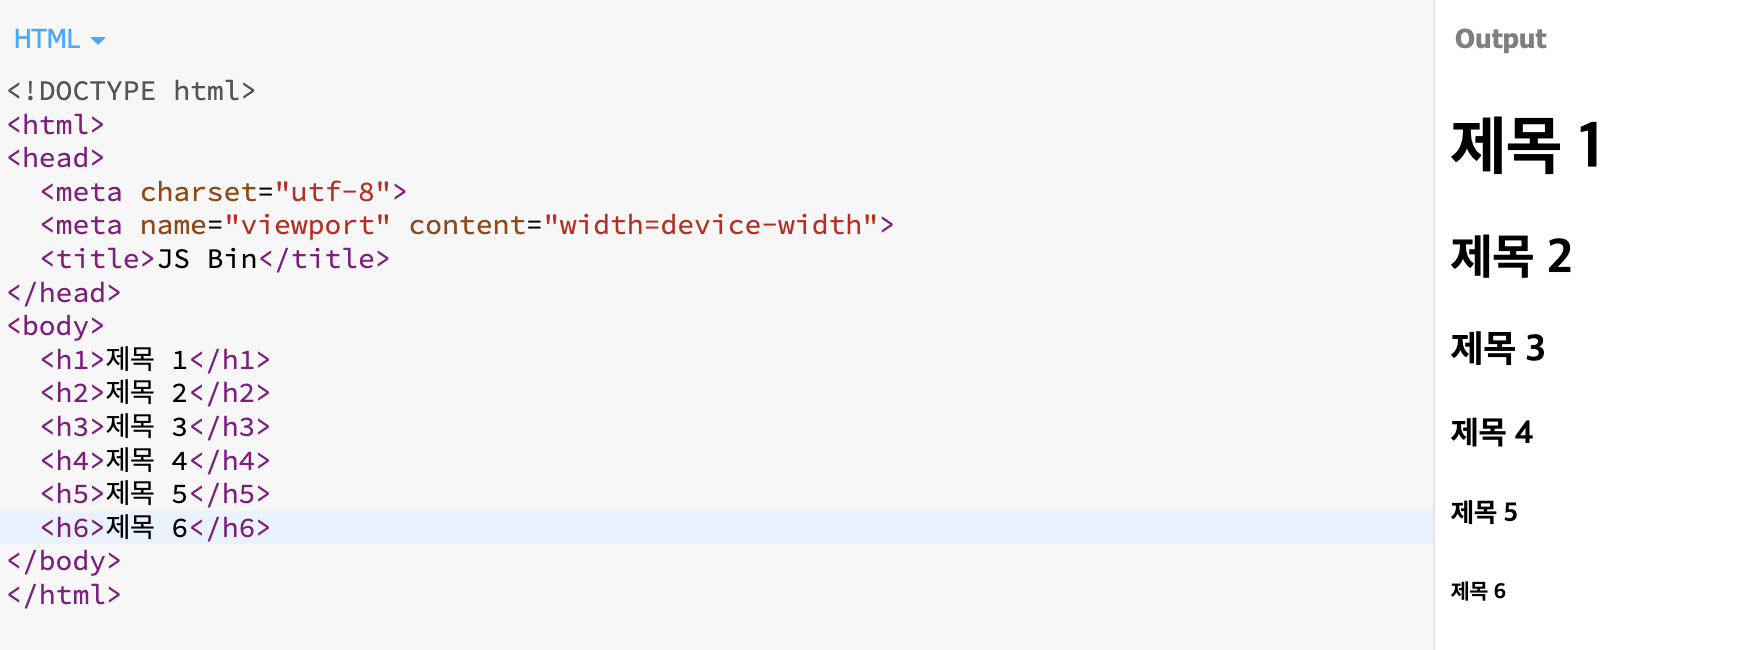 HTML
<!DOCTYPE html>
<html>
<head>
  <meta charset="utf-8">
  <meta name="viewport" content="width=device-width">
  <title>JS Bin</title>
</head>
<body>
  <h1>제목 1</h1>
  <h2>제목 2</h2>
  <h3>제목 3</h3>
  <h4>제목 4</h4>
  <h5>제목 5</h5>
  <h6>제목 6</h6>
</body>
</html>
Output
제목 1
제목 2
제목 3
제목 4
제목 5
제목 6